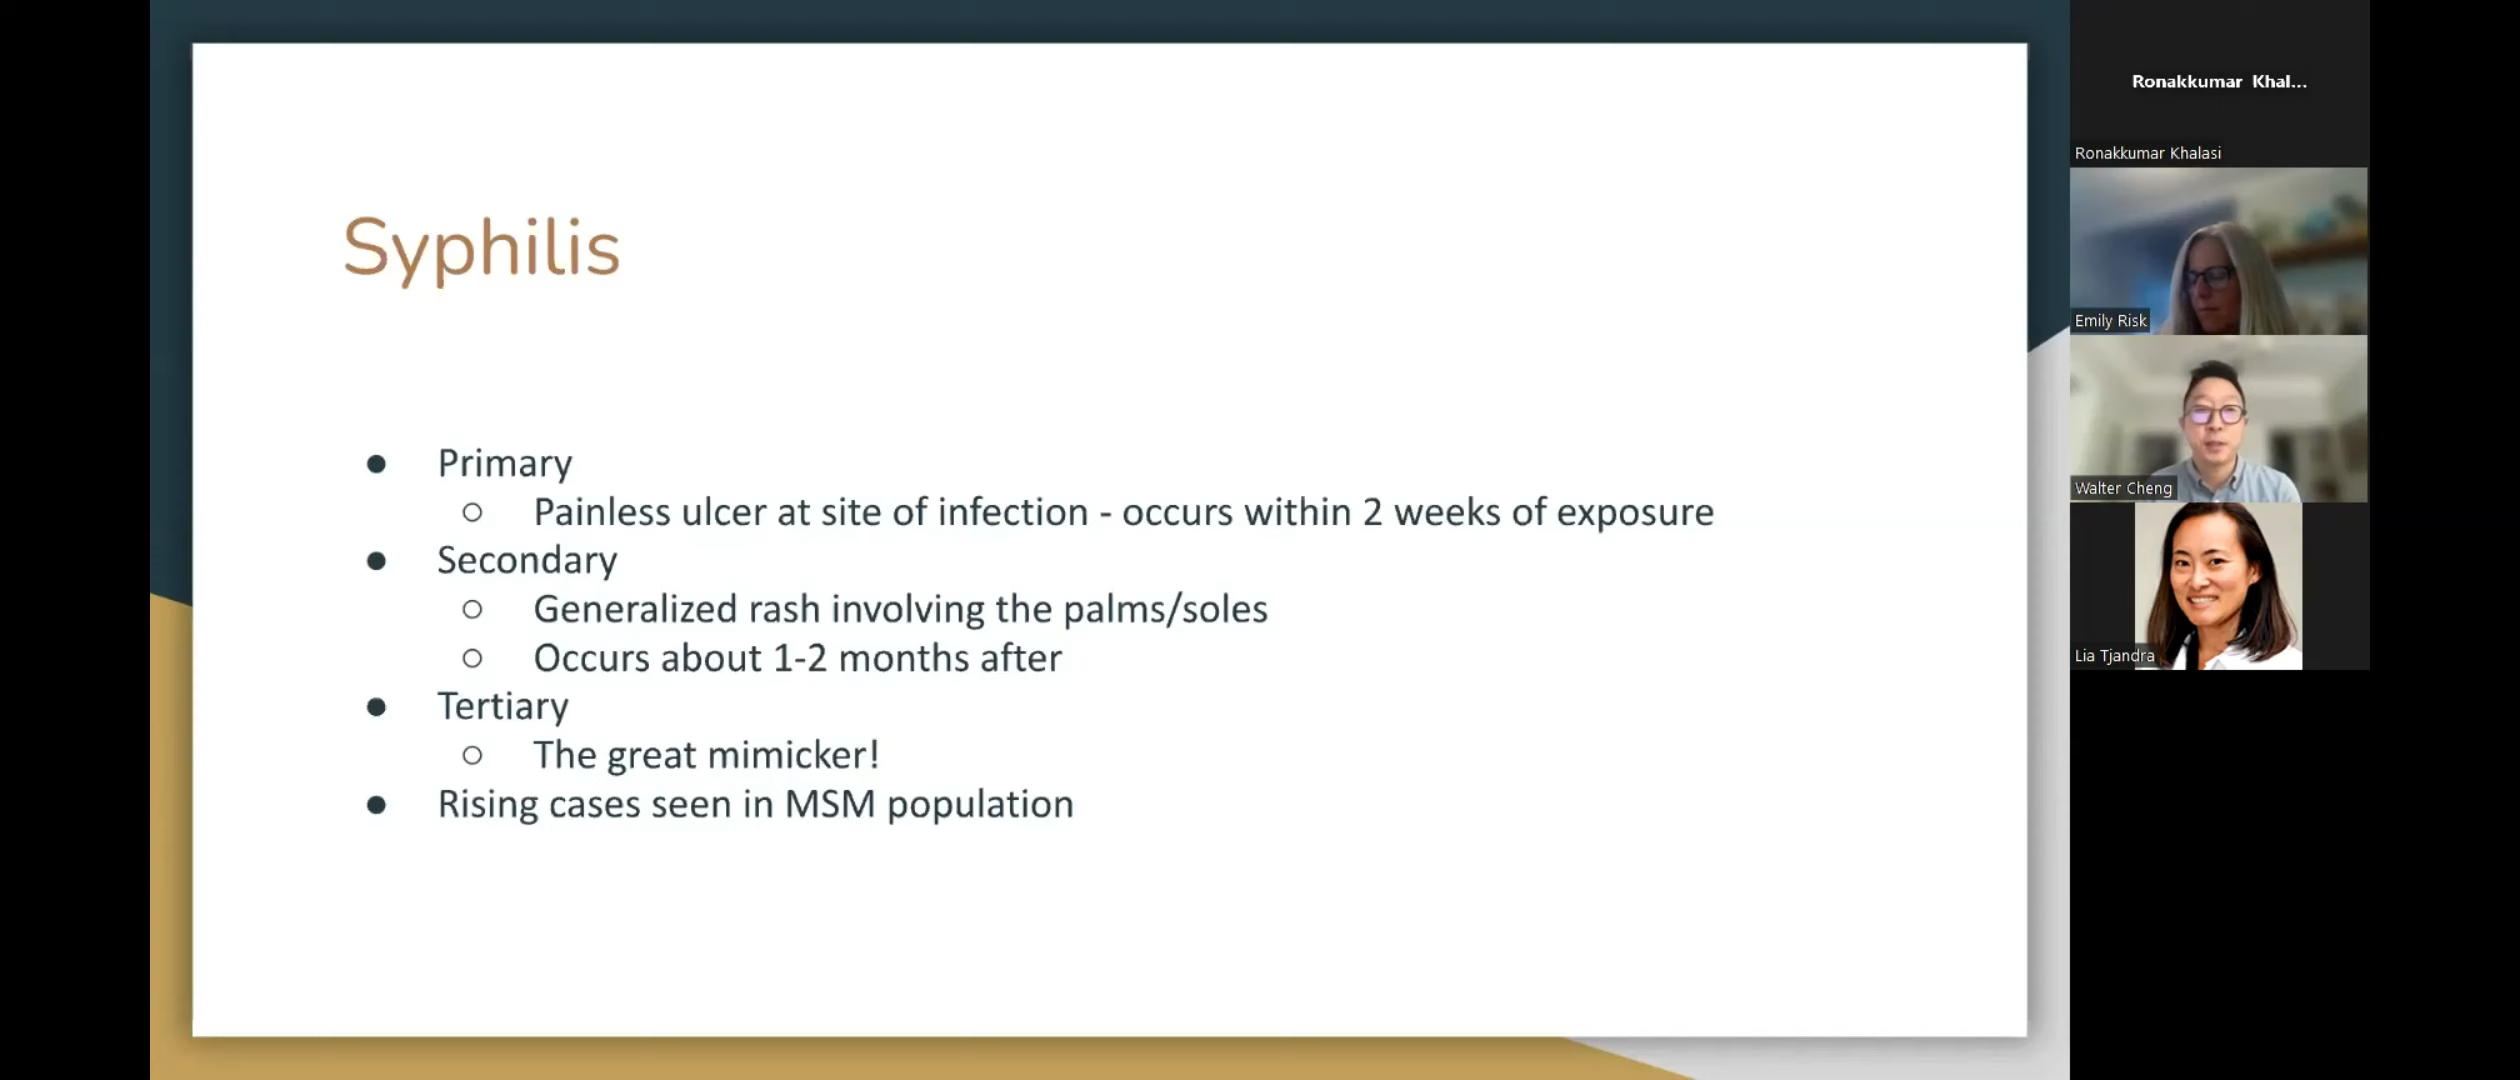 Syphilis
● Primary
○ Painless ulcer at site of infection - occurs within 2 weeks of exposure
● Secondary
○ Generalized rash involving the palms/soles
○ Occurs about 1-2 months after
● Tertiary
○ The great mimicker!
● Rising cases seen in MSM population
Ronakkumar Khal...
Ronakkumar Khalasi
Emily Risk
Walter Cheng
Lia Tjandra